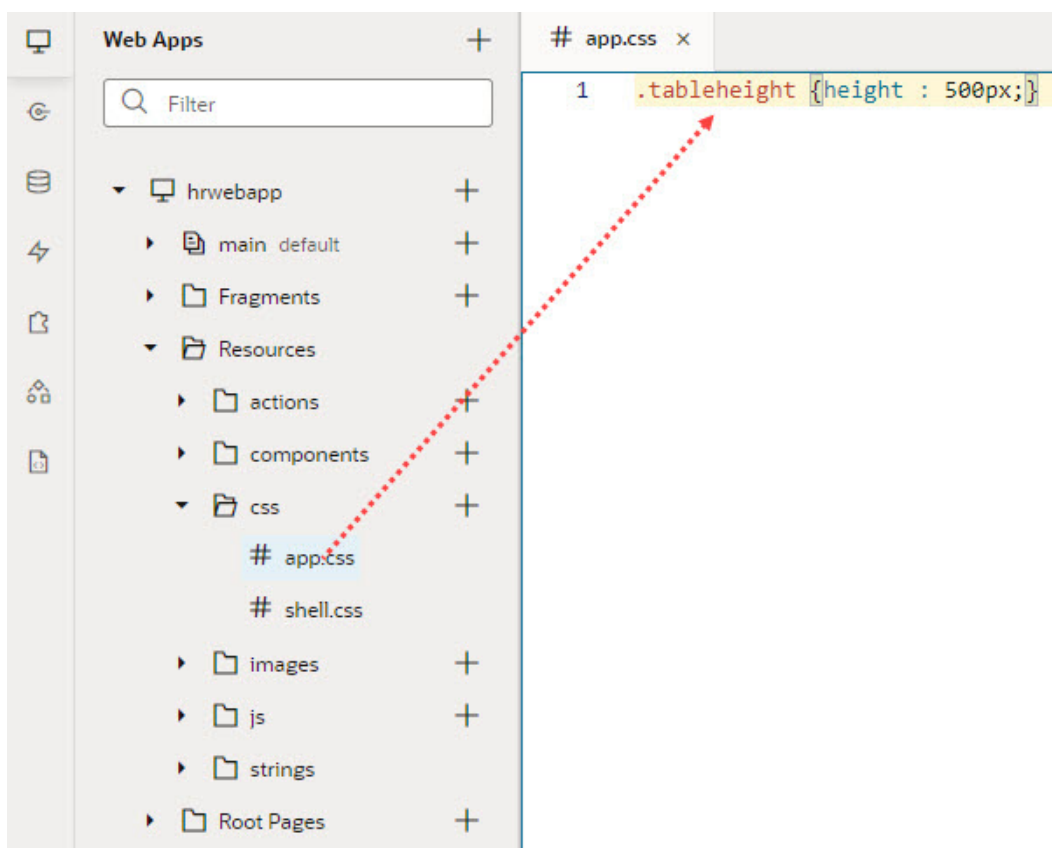 Web Apps
# app.css ×
Filter
1 .tableheight {height : 500px;}
hrwebapp
main default
Fragments
Resources
actions
components
css
# app.css
# shell.css
images
js
strings
Root Pages